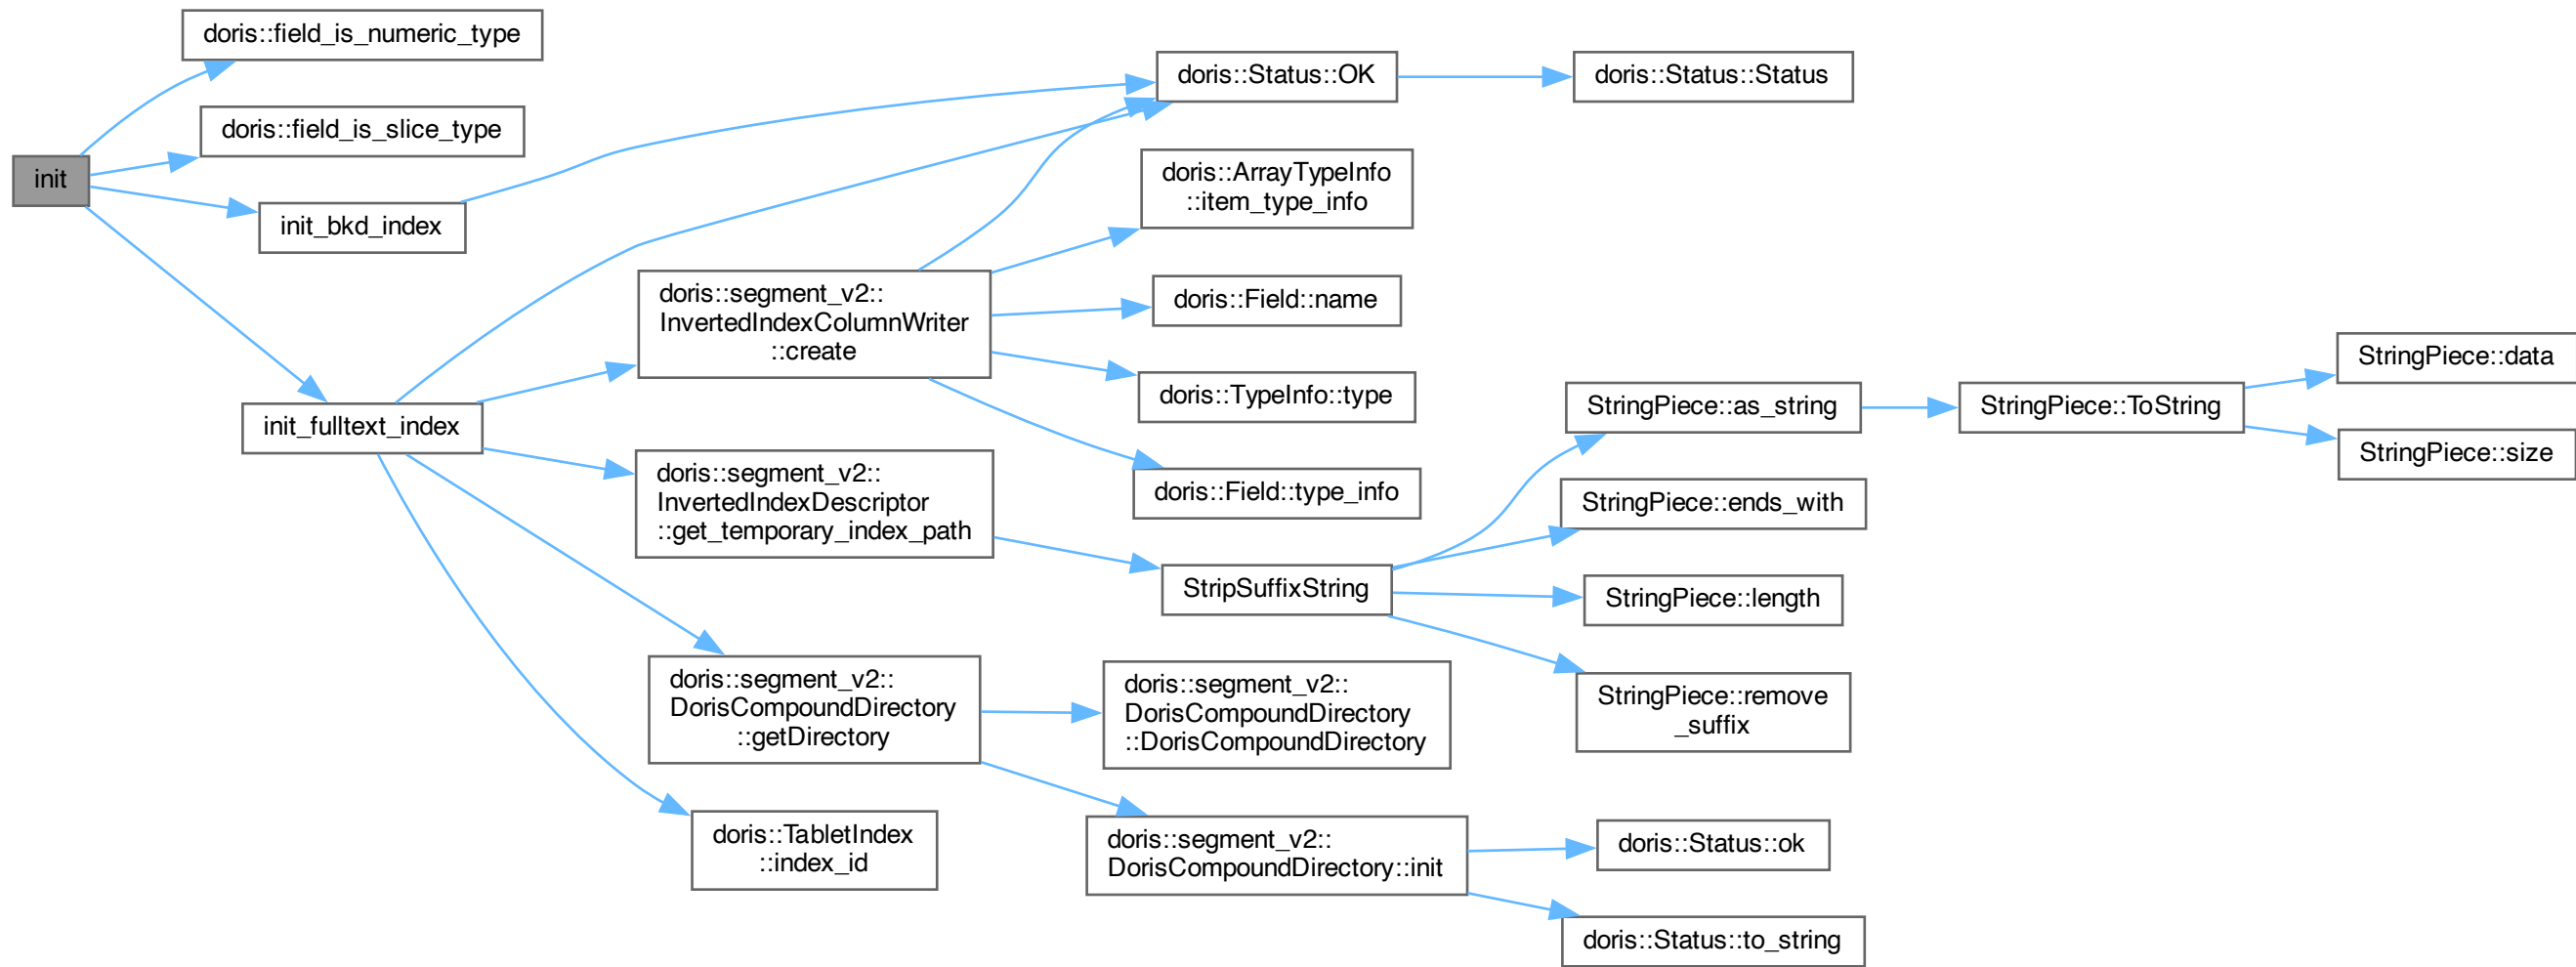 init
doris::field_is_numeric_type
doris::field_is_slice_type
init_bkd_index
init_fulltext_index
doris::Status::OK
doris::Status::Status
doris::segment_v2::
InvertedIndexColumnWriter
::create
doris::ArrayTypeInfo
::item_type_info
doris::Field::name
doris::TypeInfo::type
doris::Field::type_info
doris::segment_v2::
InvertedIndexDescriptor
::get_temporary_index_path
StripSuffixString
StringPiece::as_string
StringPiece::ToString
StringPiece::data
StringPiece::size
StringPiece::ends_with
StringPiece::length
StringPiece::remove
_suffix
doris::segment_v2::
DorisCompoundDirectory
::getDirectory
doris::segment_v2::
DorisCompoundDirectory
::DorisCompoundDirectory
doris::segment_v2::
DorisCompoundDirectory::init
doris::Status::ok
doris::Status::to_string
doris::TabletIndex
::index_id